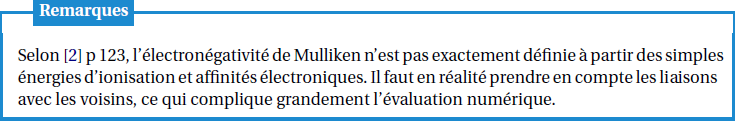 Remarques
Selon [2] p 123, l’électronégativité de Mulliken n’est pas exactement définie à partir des simples
énergies d’ionisation et affinités électroniques. Il faut en réalité prendre en compte les liaisons
avec les voisins, ce qui complique grandement l’évaluation numérique.